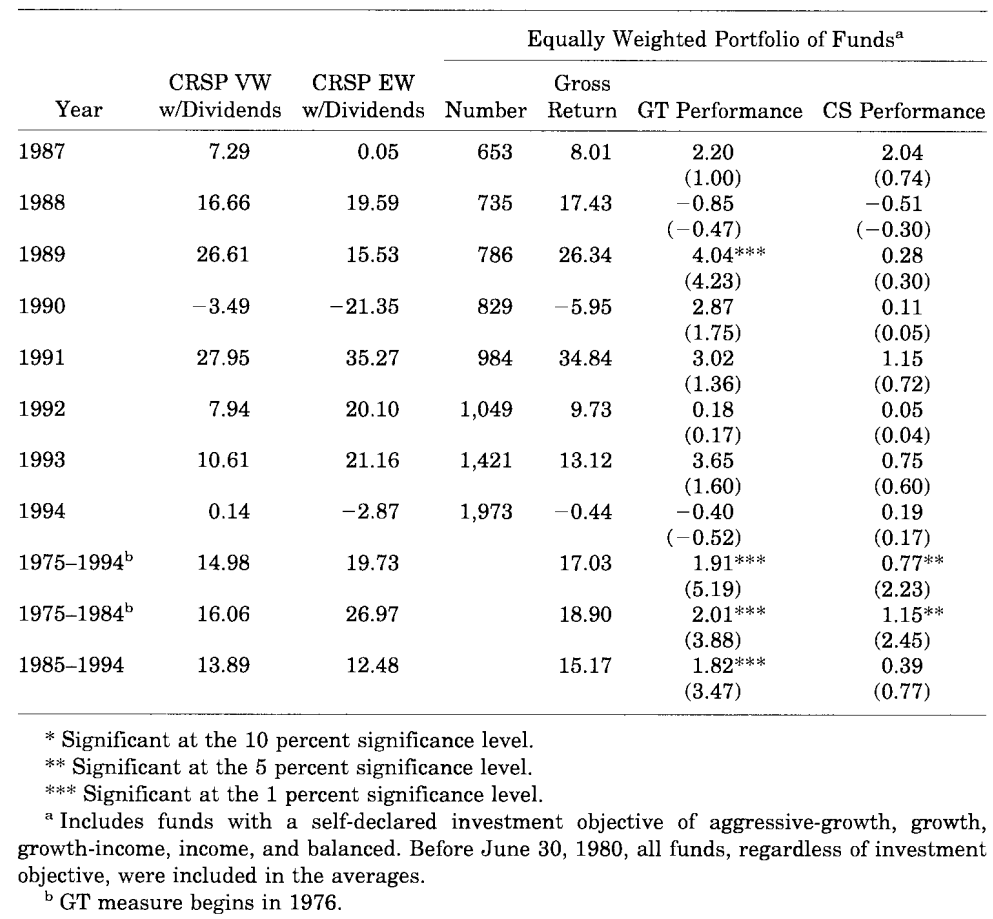 Equally Weighted Portfolio of Fundsᵃ
CRSP VW CRSP EW Gross
Year w/Dividends w/Dividends Number Return GT Performance CS Performance
1987 7.29 0.05 653 8.01 2.20 2.04
(1.00) (0.74)
1988 16.66 19.59 735 17.43 −0.85 −0.51
(−0.47) (−0.30)
1989 26.61 15.53 786 26.34 4.04*** 0.28
(4.23) (0.30)
1990 −3.49 −21.35 829 −5.95 2.87 0.11
(1.75) (0.05)
1991 27.95 35.27 984 34.84 3.02 1.15
(1.36) (0.72)
1992 7.94 20.10 1,049 9.73 0.18 0.05
(0.17) (0.04)
1993 10.61 21.16 1,421 13.12 3.65 0.75
(1.60) (0.60)
1994 0.14 −2.87 1,973 −0.44 −0.40 0.19
(−0.52) (0.17)
1975–1994ᵇ 14.98 19.73 17.03 1.91*** 0.77**
(5.19) (2.23)
1975–1984ᵇ 16.06 26.97 18.90 2.01*** 1.15**
(3.88) (2.45)
1985–1994 13.89 12.48 15.17 1.82*** 0.39
(3.47) (0.77)
* Significant at the 10 percent significance level.
** Significant at the 5 percent significance level.
*** Significant at the 1 percent significance level.
ᵃ Includes funds with a self-declared investment objective of aggressive-growth, growth,
growth-income, income, and balanced. Before June 30, 1980, all funds, regardless of investment
objective, were included in the averages.
ᵇ GT measure begins in 1976.